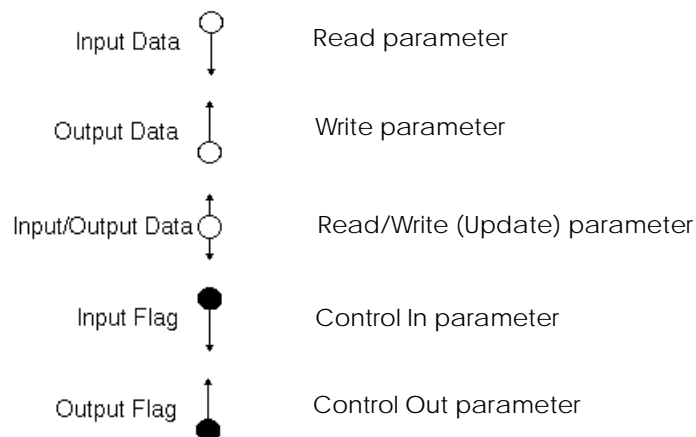 Input Data Read parameter
Output Data Write parameter
Input/Output Data Read/Write (Update) parameter
Input Flag Control In parameter
Output Flag Control Out parameter